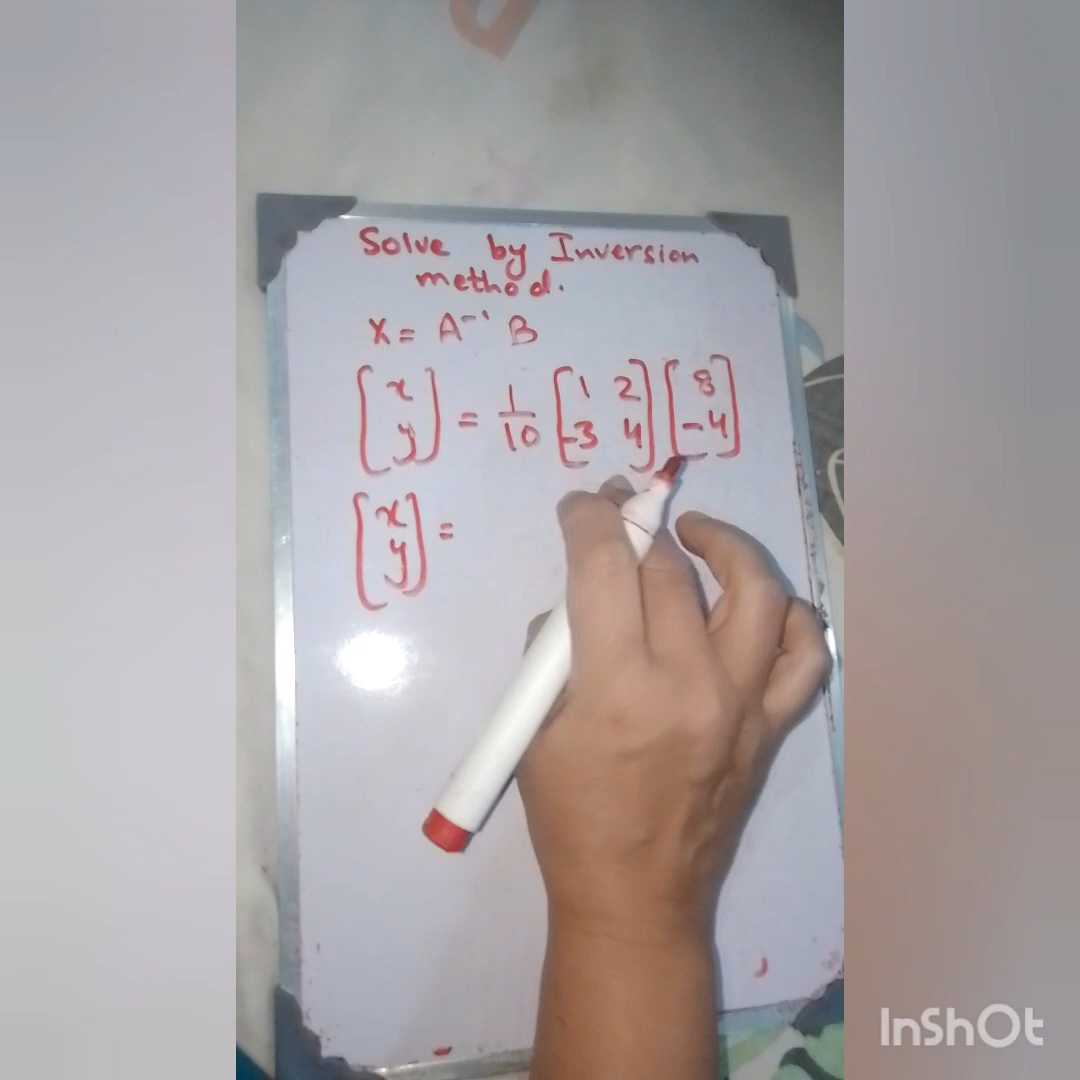 Solve by Inversion
method.
X = A⁻¹ B
[x y] = 1/10 [1 2 -3 4] [8 -4]
[x y] =
InShOt